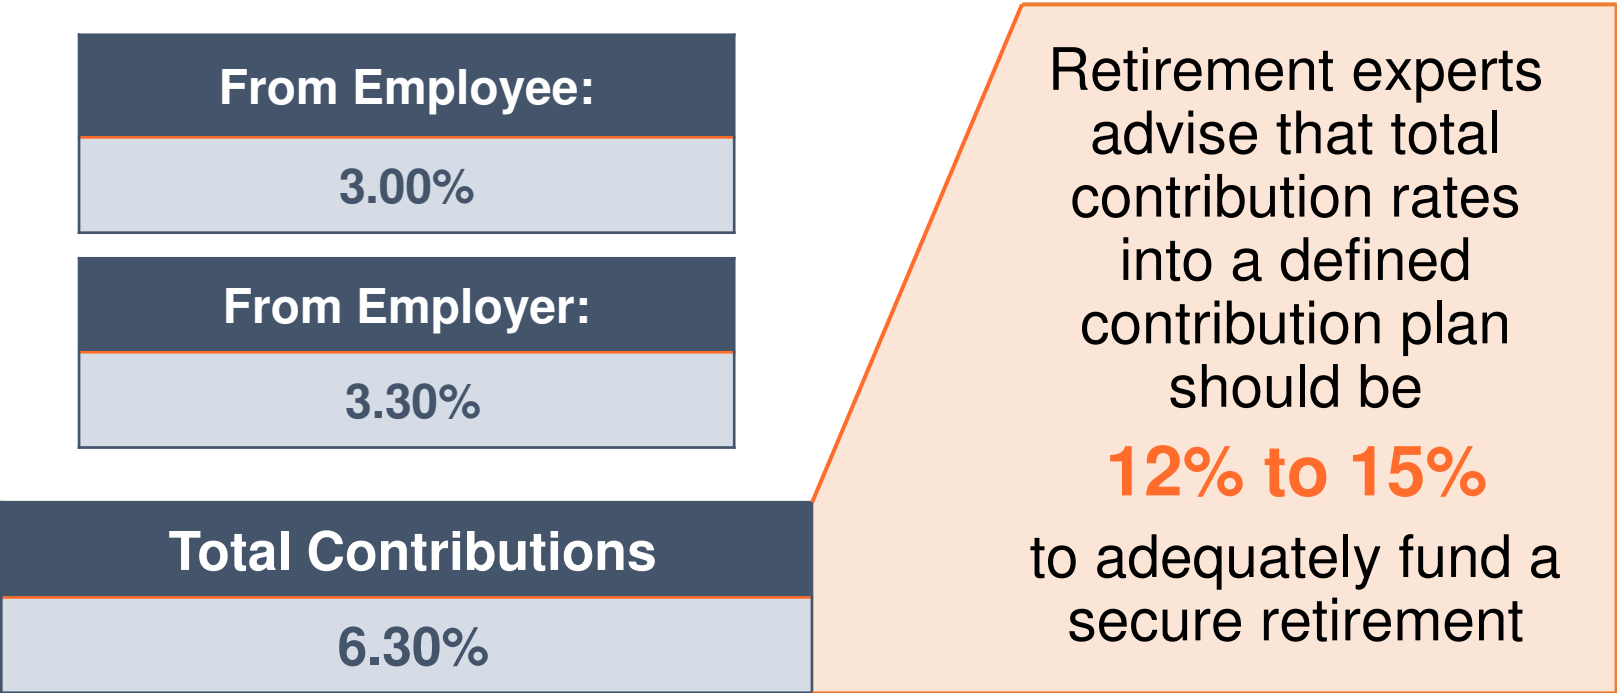 From Employee:
3.00%
From Employer:
3.30%
Total Contributions
6.30%
Retirement experts
advise that total
contribution rates
into a defined
contribution plan
should be
12% to 15%
to adequately fund a
secure retirement